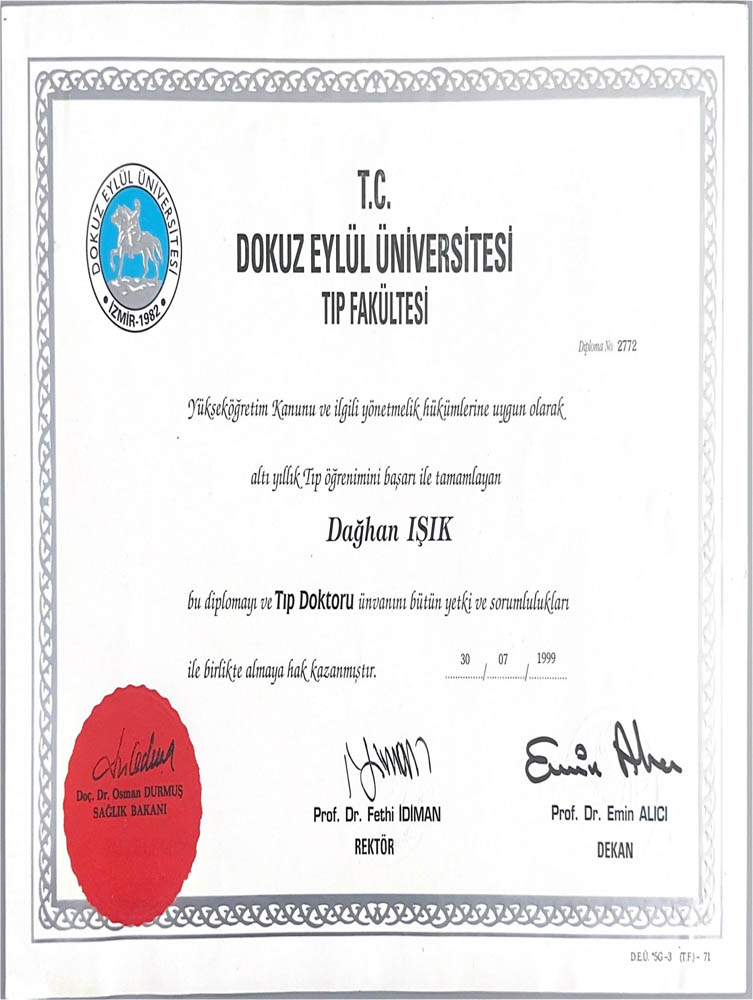 DOKUZ EYLÜL ÜNİVERSİTESİ
• İZMİR-1982 •
T.C.
DOKUZ EYLÜL ÜNİVERSİTESİ
TIP FAKÜLTESİ
Diploma No: 2772
Yükseköğretim Kanunu ve ilgili yönetmelik hükümlerine uygun olarak
altı yıllık Tıp öğrenimini başarı ile tamamlayan
Dağhan IŞIK
bu diplomayı ve Tıp Doktoru ünvanını bütün yetki ve sorumlulukları
ile birlikte almaya hak kazanmıştır.
30 / 07 / 1999
Doç. Dr. Osman DURMUŞ
SAĞLIK BAKANI
Prof. Dr. Fethi İDİMAN
REKTÖR
Emin Alıcı
Prof. Dr. Emin ALICI
DEKAN
D.E.Ü. *5G-3 (T.F.) - 71